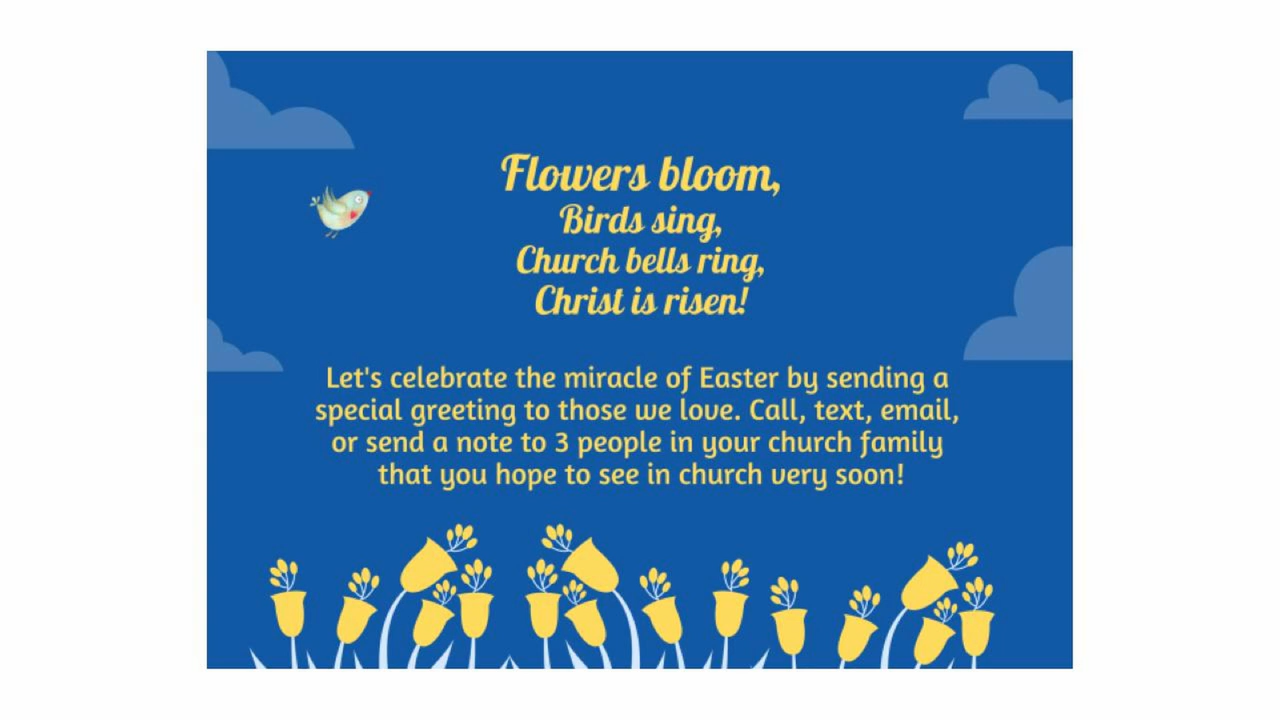 Flowers bloom,
Birds sing,
Church bells ring,
Christ is risen!
Let's celebrate the miracle of Easter by sending a
special greeting to those we love. Call, text, email,
or send a note to 3 people in your church family
that you hope to see in church very soon!